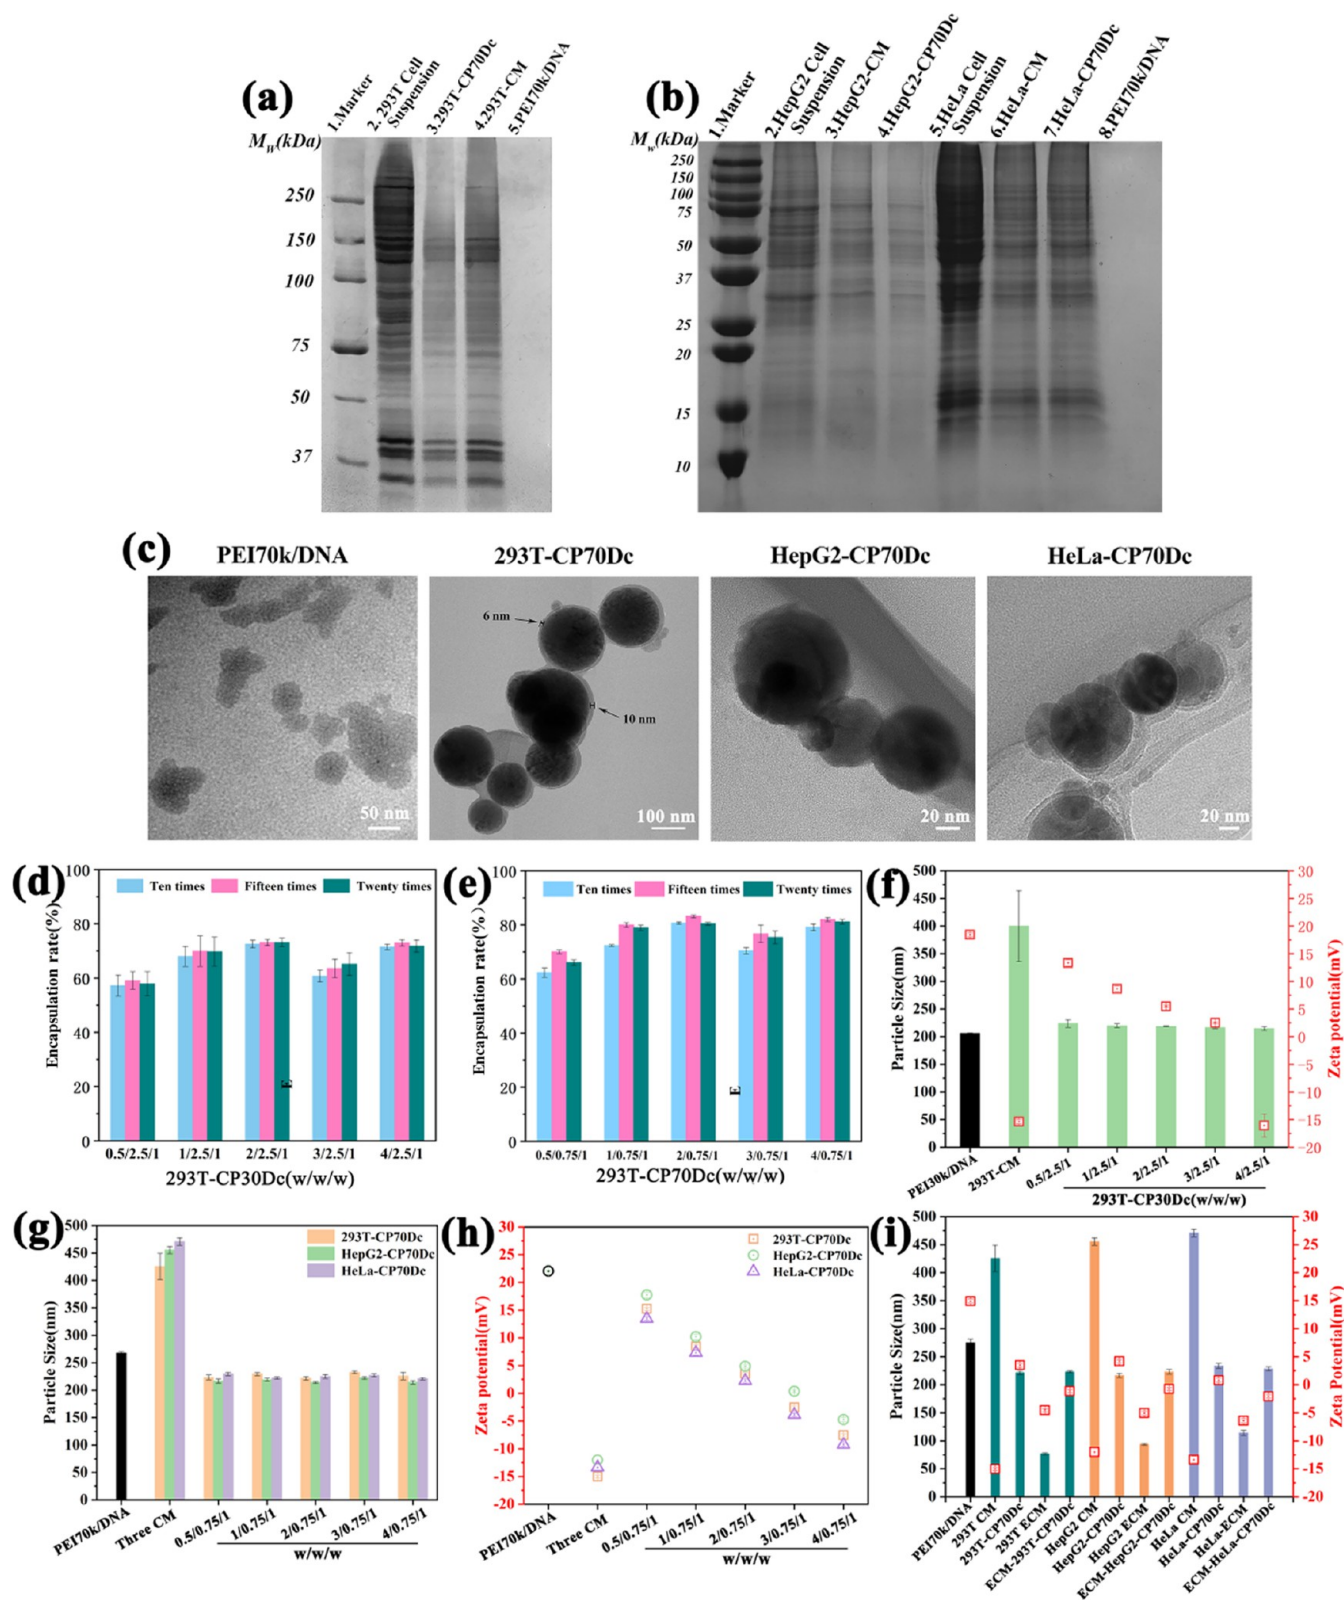 (a)
1.Marker
2. 293T Cell
Suspension
3.293T-CP70Dc
4.293T-CM
5.PEI70k/DNA
Mw(kDa)
250
150
100
75
50
37
(b)
1.Marker
2.HepG2 Cell
Suspension
3.HepG2-CM
4.HepG2-CP70Dc
5.HeLa Cell
Suspension
6.HeLa-CM
7.HeLa-CP70Dc
8.PEI70k/DNA
Mw(kDa)
250
150
100
75
50
37
25
20
15
10
(c)
PEI70k/DNA
293T-CP70Dc
HepG2-CP70Dc
HeLa-CP70Dc
6 nm
10 nm
50 nm
100 nm
20 nm
20 nm
(d)
Encapsulation rate(%)
100
80
60
40
20
0
Ten times
Fifteen times
Twenty times
E
0.5/2.5/1
1/2.5/1
2/2.5/1
3/2.5/1
4/2.5/1
293T-CP30Dc(w/w/w)
(e)
Encapsulation rate(%)
100
80
60
40
20
0
Ten times
Fifteen times
Twenty times
E
0.5/0.75/1
1/0.75/1
2/0.75/1
3/0.75/1
4/0.75/1
293T-CP70Dc(w/w/w)
(f)
Particle Size(nm)
500
450
400
350
300
250
200
150
100
50
0
30
25
20
15
10
5
0
-5
-10
-15
-20
Zeta potential(mV)
PEI30k/DNA
293T-CM
0.5/2.5/1
1/2.5/1
2/2.5/1
3/2.5/1
4/2.5/1
293T-CP30Dc(w/w/w)
(g)
Particle Size(nm)
500
450
400
350
300
250
200
150
100
50
0
293T-CP70Dc
HepG2-CP70Dc
HeLa-CP70Dc
PEI70k/DNA
Three CM
0.5/0.75/1
1/0.75/1
2/0.75/1
3/0.75/1
4/0.75/1
w/w/w
(h)
Zeta potential(mV)
30
25
20
15
10
5
0
-5
-10
-15
-20
293T-CP70Dc
HepG2-CP70Dc
HeLa-CP70Dc
PEI70k/DNA
Three CM
0.5/0.75/1
1/0.75/1
2/0.75/1
3/0.75/1
4/0.75/1
w/w/w
(i)
Particle Size(nm)
500
450
400
350
300
250
200
150
100
50
0
30
25
20
15
10
5
0
-5
-10
-15
-20
Zeta Potential(mV)
PEI70k/DNA
293T CM
293T-CP70Dc
293T ECM
ECM-293T-CP70Dc
HepG2 CM
HepG2-CP70Dc
HepG2 ECM
ECM-HepG2-CP70Dc
HeLa CM
HeLa-CP70Dc
HeLa-ECM
ECM-HeLa-CP70Dc